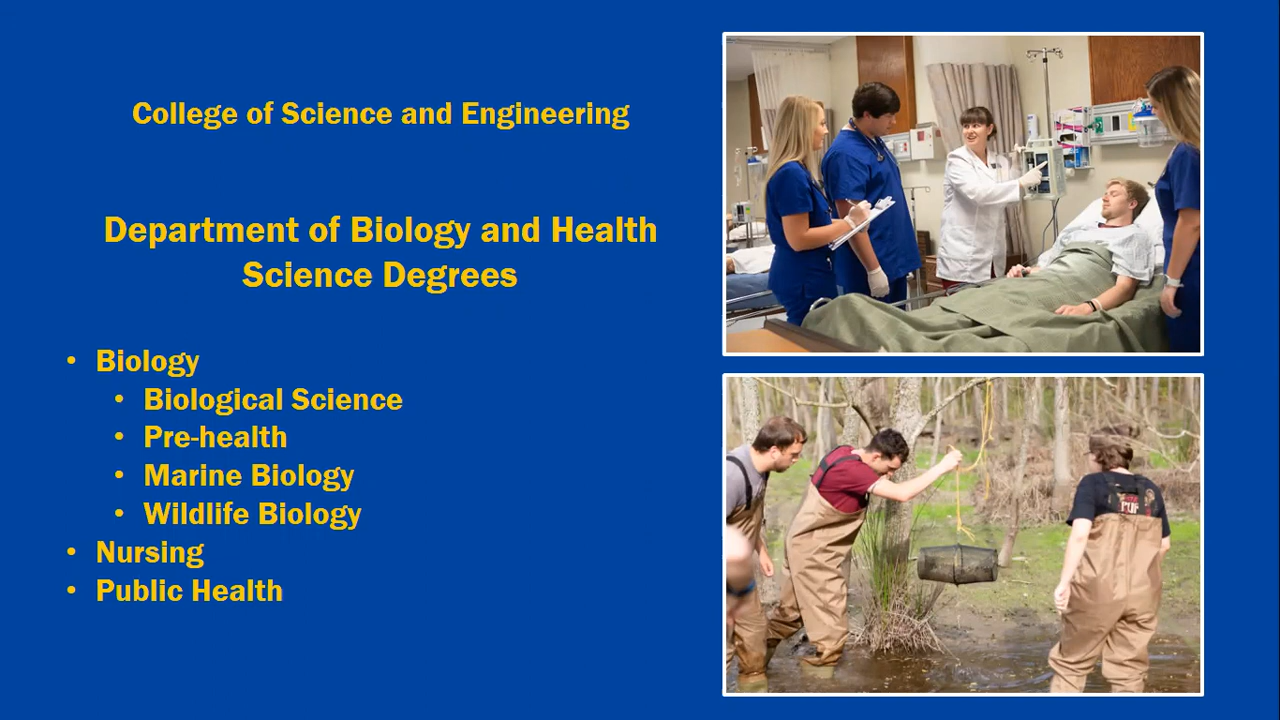 College of Science and Engineering
Department of Biology and Health
Science Degrees
• Biology
• Biological Science
• Pre-health
• Marine Biology
• Wildlife Biology
• Nursing
• Public Health